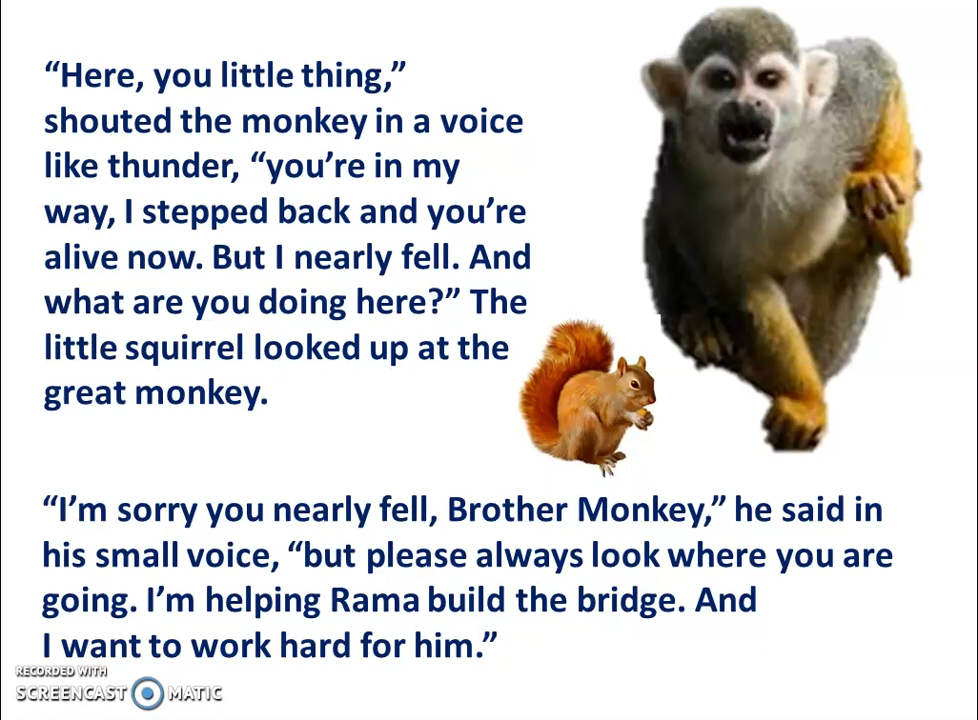 “Here, you little thing,”
shouted the monkey in a voice
like thunder, “you’re in my
way, I stepped back and you’re
alive now. But I nearly fell. And
what are you doing here?” The
little squirrel looked up at the
great monkey.
“I’m sorry you nearly fell, Brother Monkey,” he said in
his small voice, “but please always look where you are
going. I’m helping Rama build the bridge. And
I want to work hard for him.”
RECORDED WITH
SCREENCAST MATIC